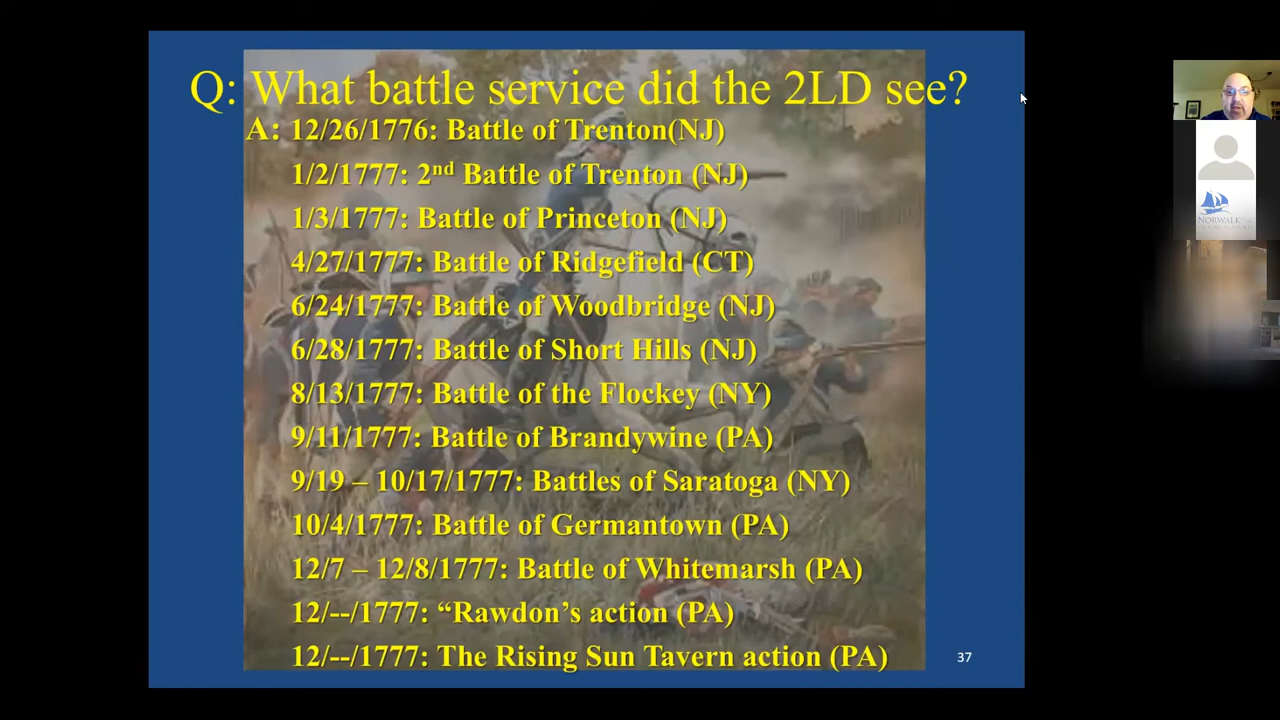 Q: What battle service did the 2LD see?
A: 12/26/1776: Battle of Trenton(NJ)
1/2/1777: 2nd Battle of Trenton (NJ)
1/3/1777: Battle of Princeton (NJ)
4/27/1777: Battle of Ridgefield (CT)
6/24/1777: Battle of Woodbridge (NJ)
6/28/1777: Battle of Short Hills (NJ)
8/13/1777: Battle of the Flockey (NY)
9/11/1777: Battle of Brandywine (PA)
9/19 – 10/17/1777: Battles of Saratoga (NY)
10/4/1777: Battle of Germantown (PA)
12/7 – 12/8/1777: Battle of Whitemarsh (PA)
12/--/1777: “Rawdon’s action (PA)
12/--/1777: The Rising Sun Tavern action (PA)
37
NORWALK